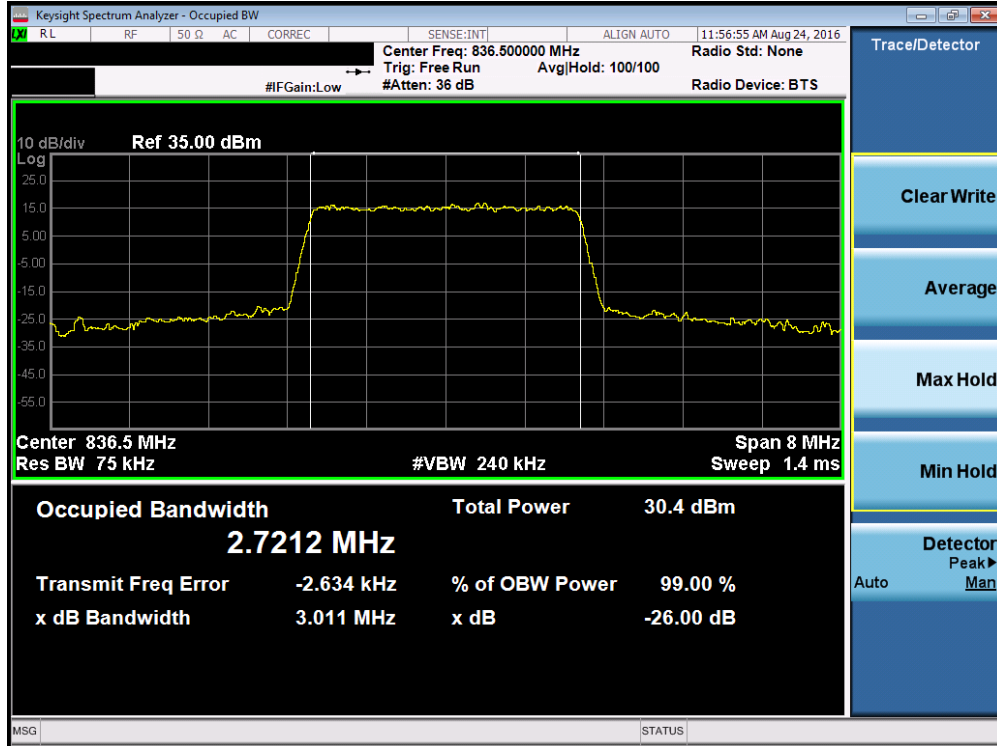 Keysight Spectrum Analyzer - Occupied BW
LXI RL RF 50 Ω AC CORREC SENSE:INT ALIGN AUTO 11:56:55 AM Aug 24, 2016
Center Freq: 836.500000 MHz Radio Std: None
Trig: Free Run Avg|Hold: 100/100
#IFGain:Low #Atten: 36 dB Radio Device: BTS
10 dB/div Ref 35.00 dBm
Log
25.0
15.0
5.00
-5.00
-15.0
-25.0
-35.0
-45.0
-55.0
Center 836.5 MHz Span 8 MHz
Res BW 75 kHz #VBW 240 kHz Sweep 1.4 ms
Occupied Bandwidth Total Power 30.4 dBm
2.7212 MHz
Transmit Freq Error -2.634 kHz % of OBW Power 99.00 %
x dB Bandwidth 3.011 MHz x dB -26.00 dB
MSG STATUS
Trace/Detector
Clear Write
Average
Max Hold
Min Hold
Detector
Peak▶
Auto Man